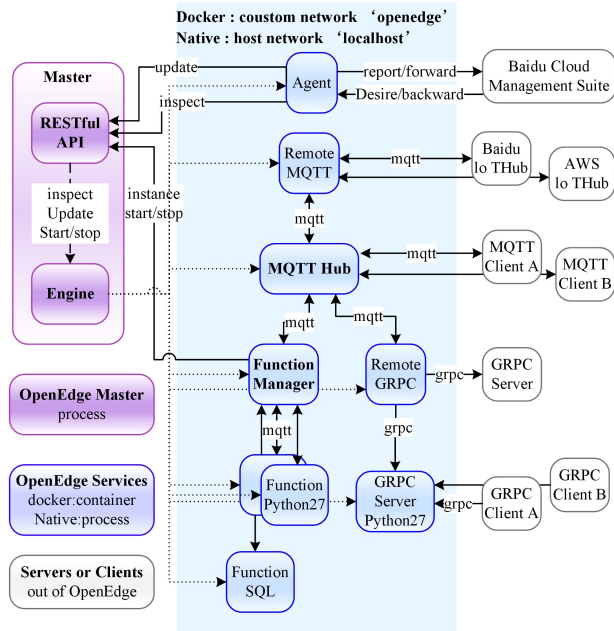 Docker : coustom network ‘openedge’
Native : host network ‘localhost’
Master
update
Agent
report/forward
Baidu Cloud
Management Suite
inspect
Desire/backward
RESTful
API
Remote
MQTT
mqtt
Baidu
lo THub
AWS
lo THub
inspect
Update
Start/stop
instance
start/stop
mqtt
MQTT Hub
mqtt
MQTT
Client A
MQTT
Client B
Engine
mqtt
mqtt
Function
Manager
Remote
GRPC
grpc
GRPC
Server
OpenEdge Master
process
mqtt
grpc
OpenEdge Services
docker:container
Native:process
Function
Python27
GRPC
Server
Python27
grpc
GRPC
Client A
GRPC
Client B
Servers or Clients
out of OpenEdge
Function
SQL